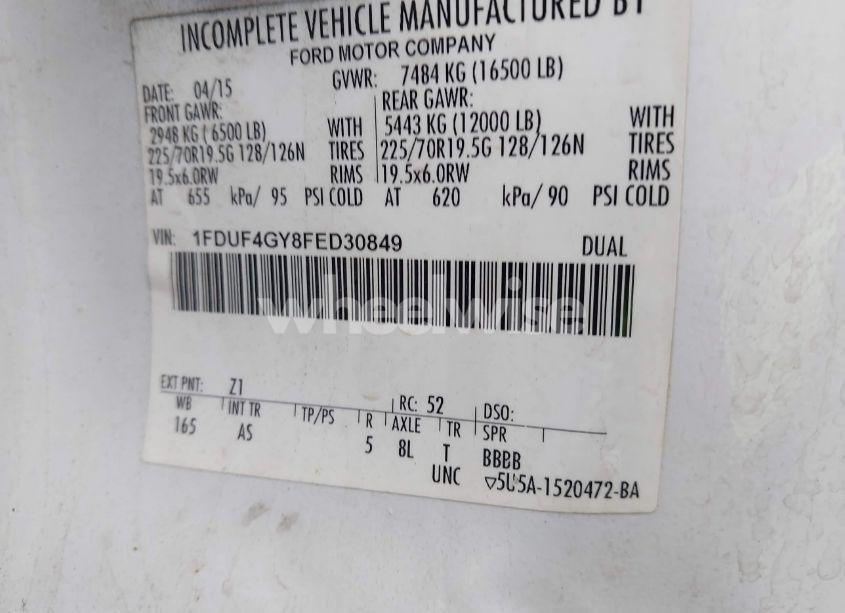 INCOMPLETE VEHICLE MANUFACTURED BY
FORD MOTOR COMPANY
DATE: 04/15 GVWR: 7484 KG (16500 LB)
FRONT GAWR: REAR GAWR:
2948 KG ( 6500 LB) WITH 5443 KG (12000 LB) WITH
225/70R19.5G 128/126N TIRES 225/70R19.5G 128/126N TIRES
19.5x6.0RW RIMS 19.5x6.0RW RIMS
AT 655 kPa/ 95 PSI COLD AT 620 kPa/ 90 PSI COLD
VIN: 1FDUF4GY8FED30849 DUAL
wheelwise
EXT PNT: Z1 RC: 52 DSO:
WB INT TR TP/PS R AXLE TR SPR
165 AS 5 8L T BBBB
UNC ▽5U5A-1520472-BA